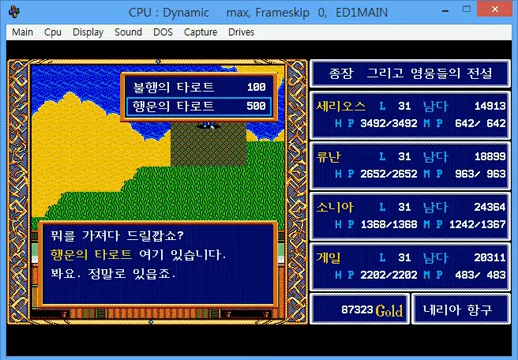 CPU : Dynamic max, Frameskip 0, ED1MAIN
Main Cpu Display Sound DOS Capture Drives
불행의 타로트 100
행운의 타로트 500
뭐를 가져다 드릴깝쇼?
행운의 타로트 여기 있습니다.
봐요. 정말로 있음죠.
종장 그리고 영웅들의 전설
세리오스 L 31 남다 14913
H P 3492/3492 M P 642/ 642
류난 L 31 남다 18899
H P 2652/2652 M P 963/ 963
소니아 L 31 남다 24364
H P 1368/1368 M P 1242/1367
게일 L 31 남다 20311
H P 2202/2202 M P 483/ 483
87323 Gold 네리아 항구